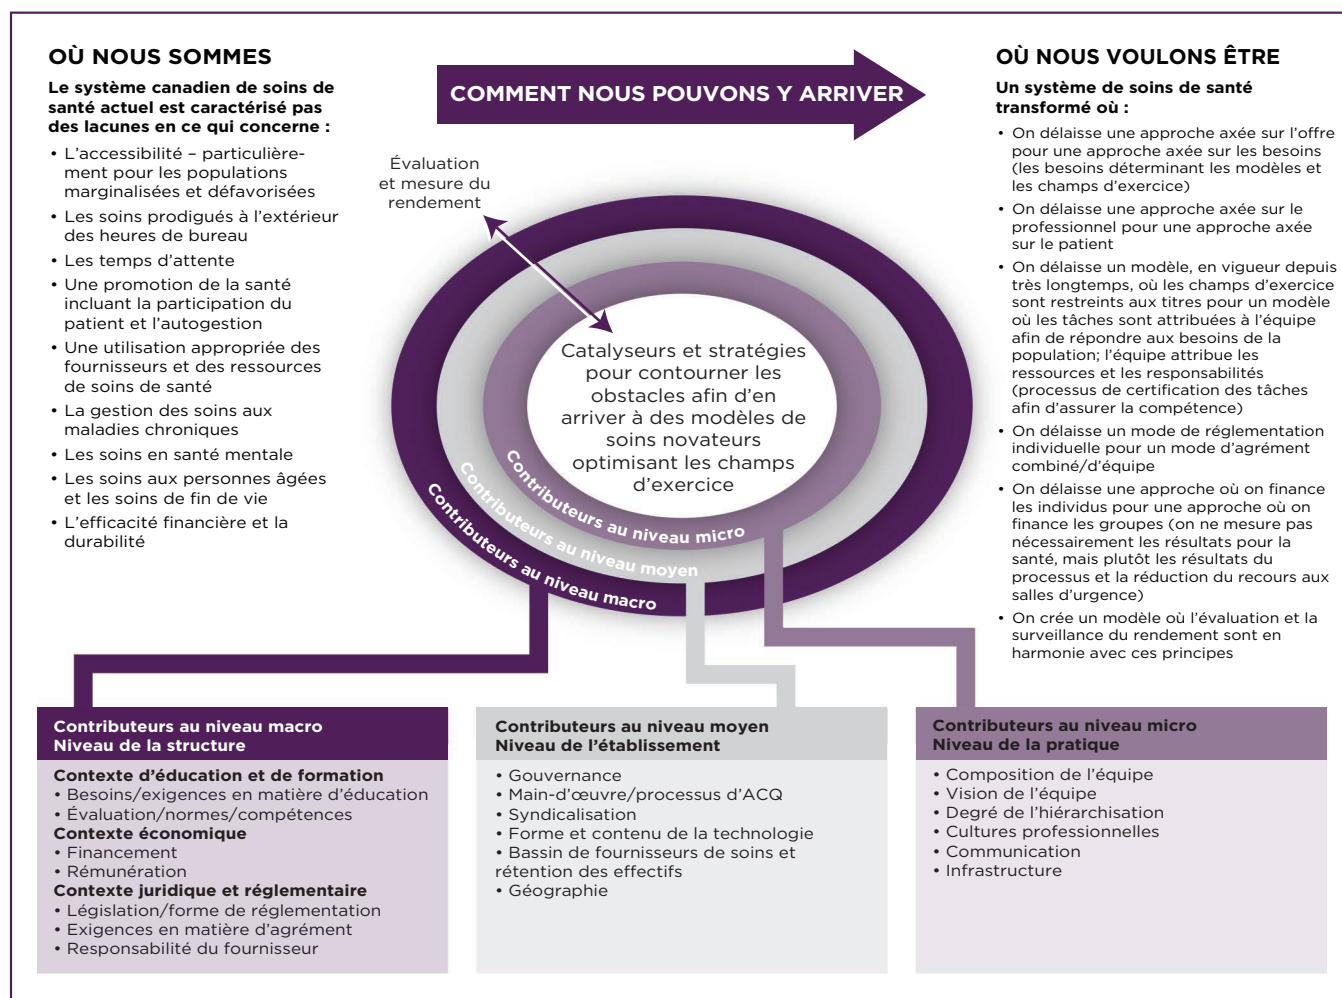 OÙ NOUS SOMMES
Le système canadien de soins de
santé actuel est caractérisé pas
des lacunes en ce qui concerne :
• L'accessibilité – particulière-
ment pour les populations
marginalisées et défavorisées
• Les soins prodigués à l'extérieur
des heures de bureau
• Les temps d'attente
• Une promotion de la santé
incluant la participation du
patient et l'autogestion
• Une utilisation appropriée des
fournisseurs et des ressources
de soins de santé
• La gestion des soins aux
maladies chroniques
• Les soins en santé mentale
• Les soins aux personnes âgées
et les soins de fin de vie
• L'efficacité financière et la
durabilité
COMMENT NOUS POUVONS Y ARRIVER
Évaluation
et mesure du
rendement
Catalyseurs et stratégies
pour contourner les
obstacles afin d'en
arriver à des modèles de
soins novateurs
optimisant les champs
d'exercice
Contributeurs au niveau micro
Contributeurs au niveau moyen
Contributeurs au niveau macro
OÙ NOUS VOULONS ÊTRE
Un système de soins de santé
transformé où :
• On délaisse une approche axée sur l'offre
pour une approche axée sur les besoins
(les besoins déterminant les modèles et
les champs d'exercice)
• On délaisse une approche axée sur le
professionnel pour une approche axée
sur le patient
• On délaisse un modèle, en vigueur depuis
très longtemps, où les champs d'exercice
sont restreints aux titres pour un modèle
où les tâches sont attribuées à l'équipe
afin de répondre aux besoins de la
population; l'équipe attribue les
ressources et les responsabilités
(processus de certification des tâches
afin d'assurer la compétence)
• On délaisse un mode de réglementation
individuelle pour un mode d'agrément
combiné/d'équipe
• On délaisse une approche où on finance
les individus pour une approche où on
finance les groupes (on ne mesure pas
nécessairement les résultats pour la
santé, mais plutôt les résultats du
processus et la réduction du recours aux
salles d'urgence)
• On crée un modèle où l'évaluation et la
surveillance du rendement sont en
harmonie avec ces principes
Contributeurs au niveau macro
Niveau de la structure
Contexte d'éducation et de formation
• Besoins/exigences en matière d'éducation
• Évaluation/normes/compétences
Contexte économique
• Financement
• Rémunération
Contexte juridique et réglementaire
• Législation/forme de réglementation
• Exigences en matière d'agrément
• Responsabilité du fournisseur
Contributeurs au niveau moyen
Niveau de l'établissement
• Gouvernance
• Main-d'œuvre/processus d'ACQ
• Syndicalisation
• Forme et contenu de la technologie
• Bassin de fournisseurs de soins et
rétention des effectifs
• Géographie
Contributeurs au niveau micro
Niveau de la pratique
• Composition de l'équipe
• Vision de l'équipe
• Degré de l'hiérarchisation
• Cultures professionnelles
• Communication
• Infrastructure